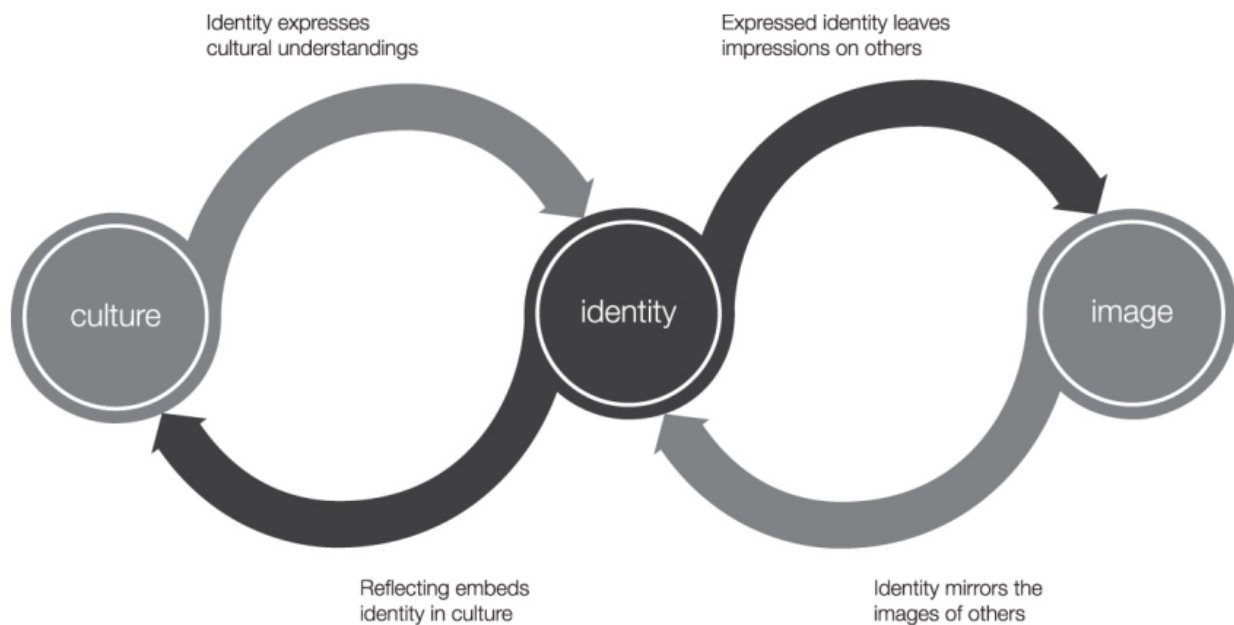 Identity expresses
cultural understandings
Expressed identity leaves
impressions on others
culture
identity
image
Reflecting embeds
identity in culture
Identity mirrors the
images of others